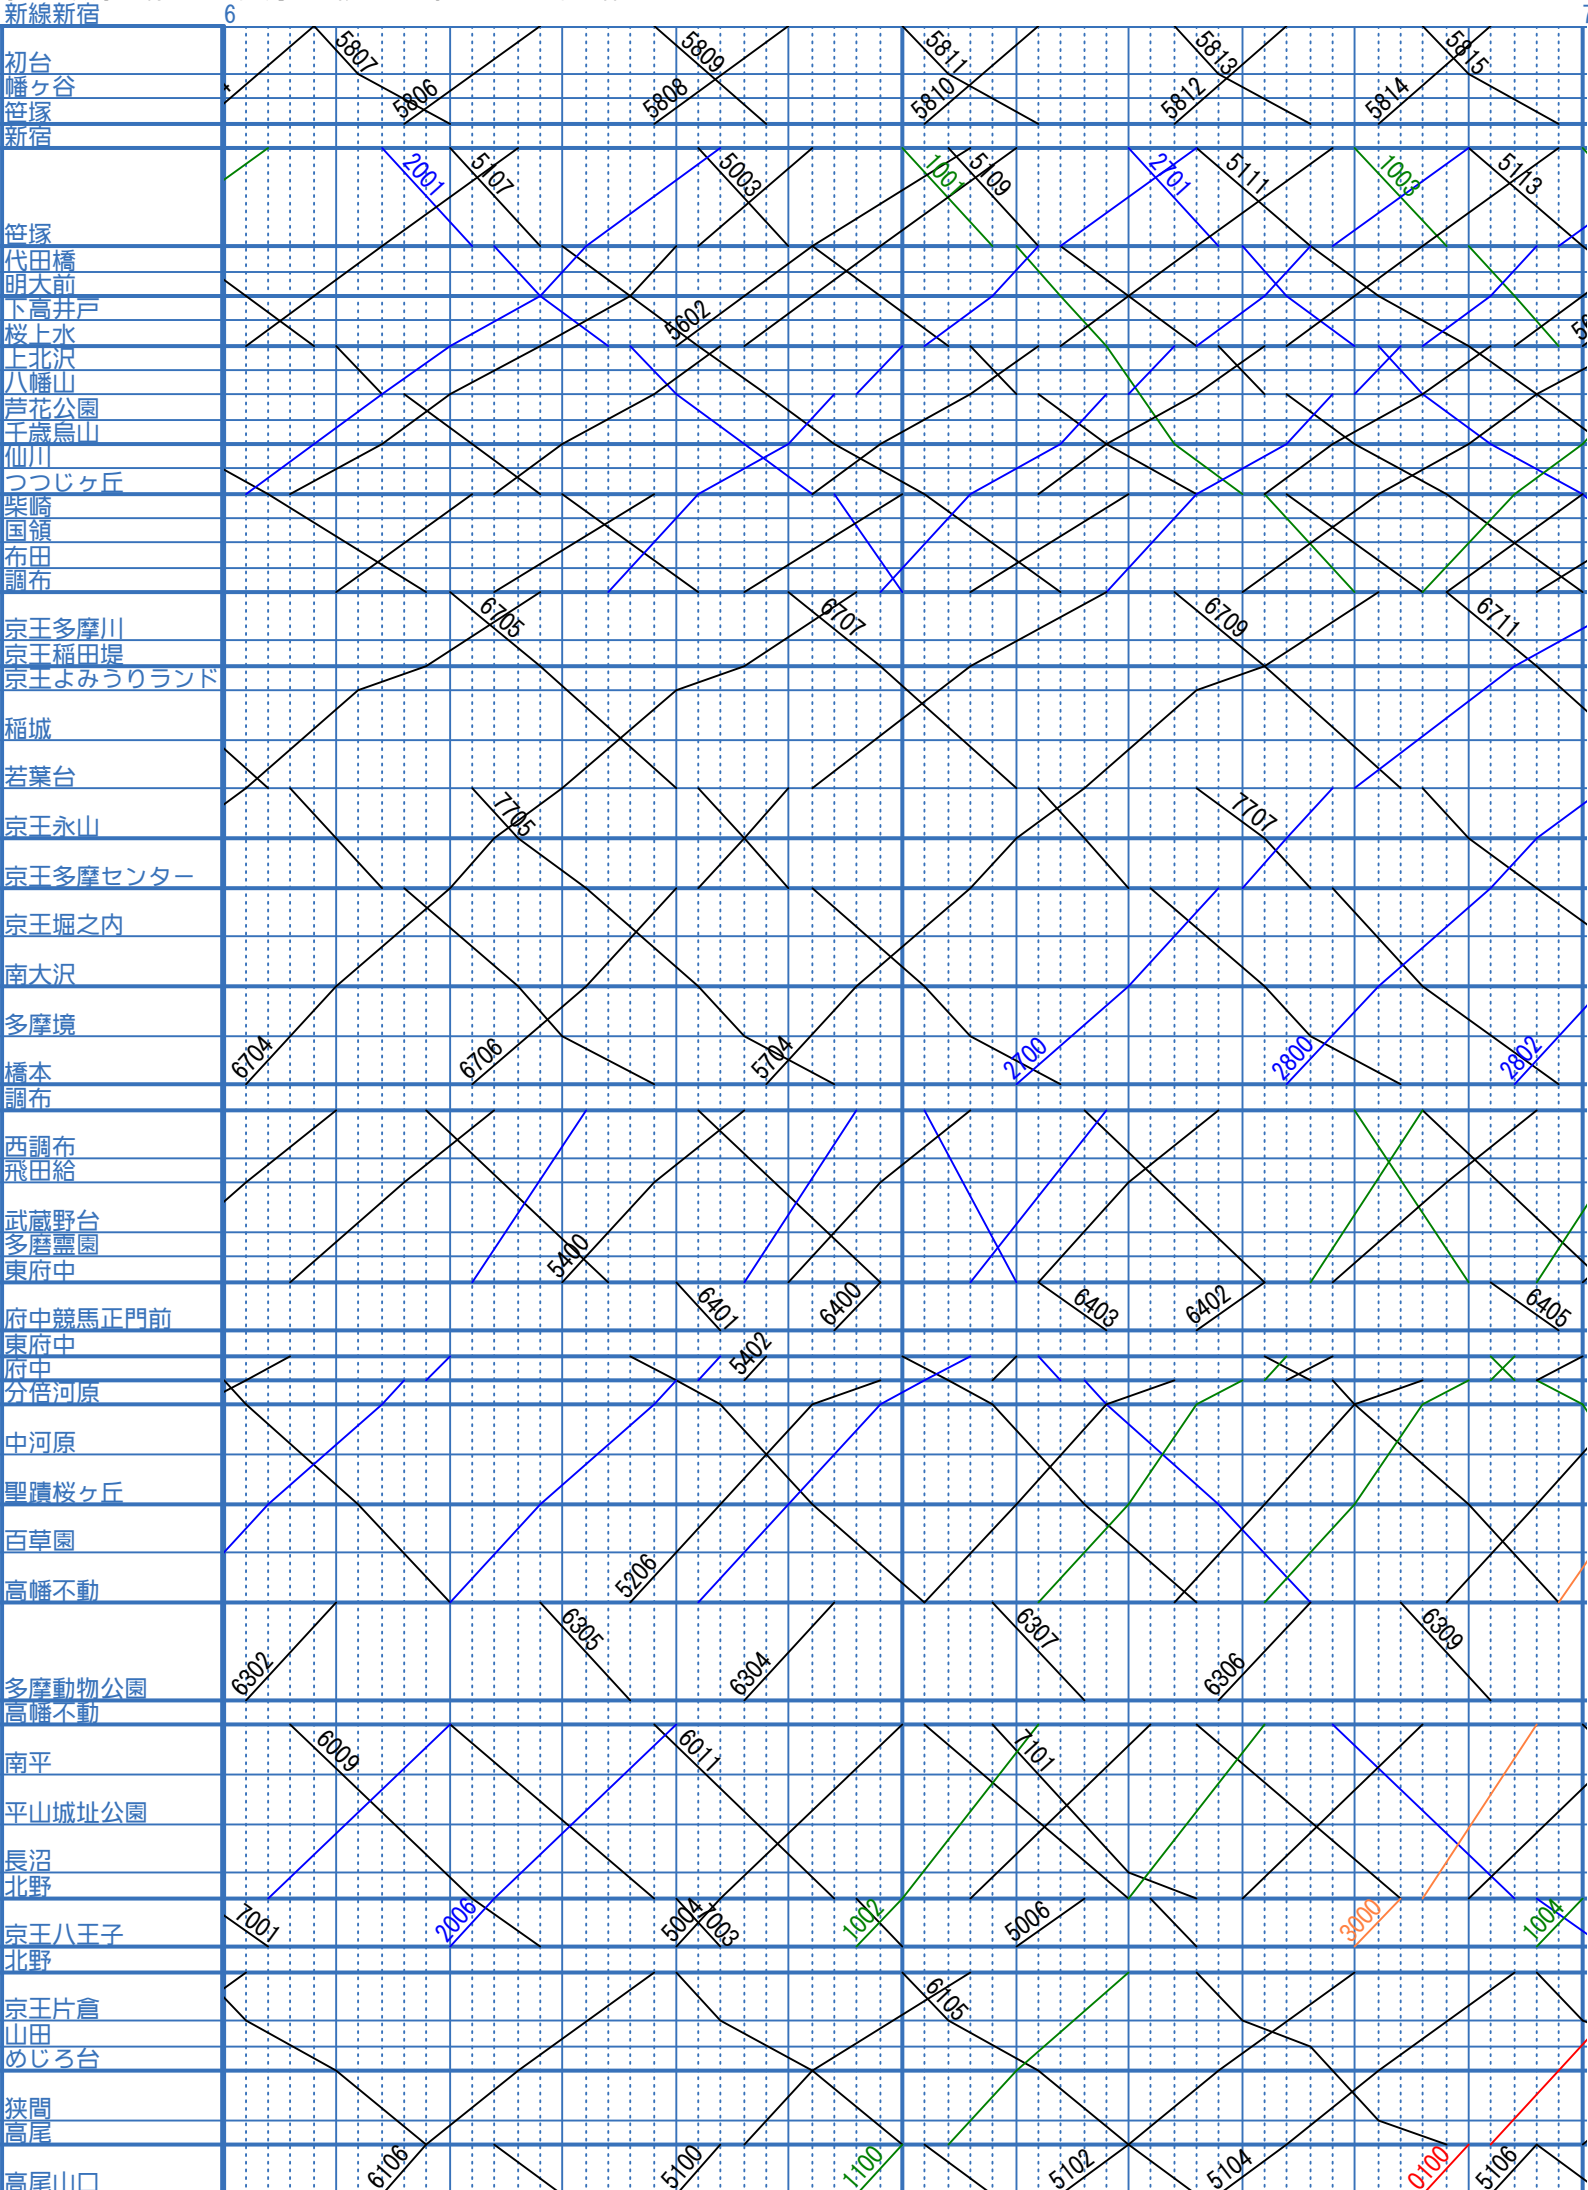 新線新宿 6 7
初台 5807 5809 5811 5813 5815
幡ヶ谷 5806 5808 5810 5812 5814
笹塚
新宿
2001 5107 5003 1001 5109 2701 5111 1003 5113
笹塚
代田橋
明大前
下高井戸 5602
桜上水
上北沢
八幡山
芦花公園
千歳烏山
仙川
つつじヶ丘
柴崎
国領
布田
調布
京王多摩川 6705 6707 6709 6711
京王稲田堤
京王よみうりランド
稲城
若葉台
京王永山 7705 7707
京王多摩センター
京王堀之内
南大沢
多摩境
橋本 6704 6706 5704 2700 2800 2802
調布
西調布
飛田給
武蔵野台
多磨霊園 5400
東府中
府中競馬正門前 6401 6400 6403 6402 6405
東府中
府中 5402
分倍河原
中河原
聖蹟桜ヶ丘
百草園
高幡不動 5206
6305 6307 6309
多摩動物公園 6302 6304 6306
高幡不動
南平 6009 6011 7101
平山城址公園
長沼
北野
京王八王子 7001 2006 5004 7003 1002 5006 3000 1004
北野
京王片倉 6105
山田
めじろ台
狭間
高尾
高尾山口 6106 5100 1100 5102 5104 0100 5106